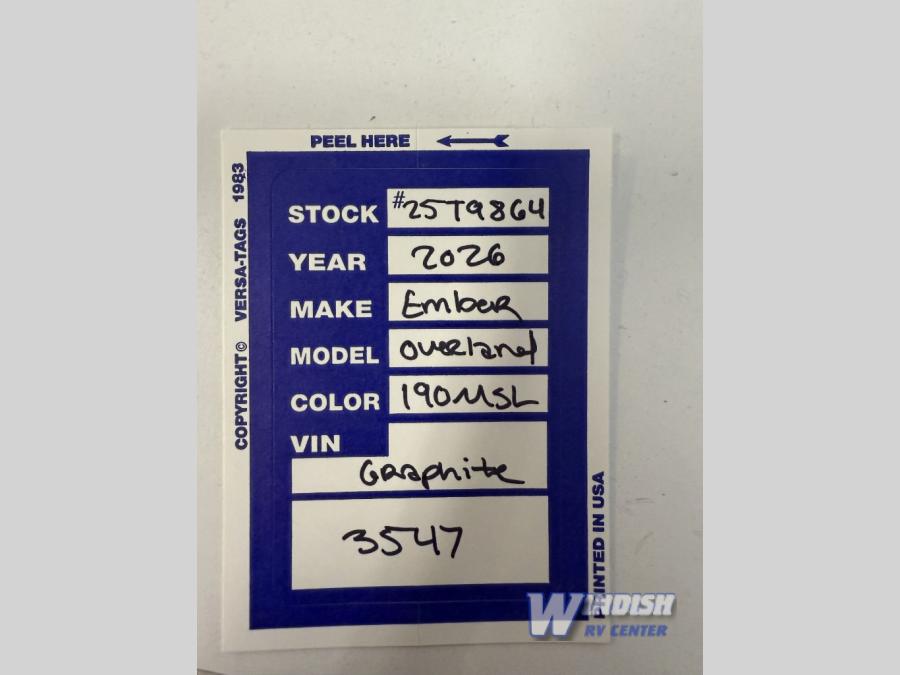 PEEL HERE
COPYRIGHT © VERSA-TAGS 1983
STOCK #25T9864
YEAR 2026
MAKE Ember
MODEL overland
COLOR 190MSL
VIN
Graphite
3547
PRINTED IN USA
WINDISH
RV CENTER